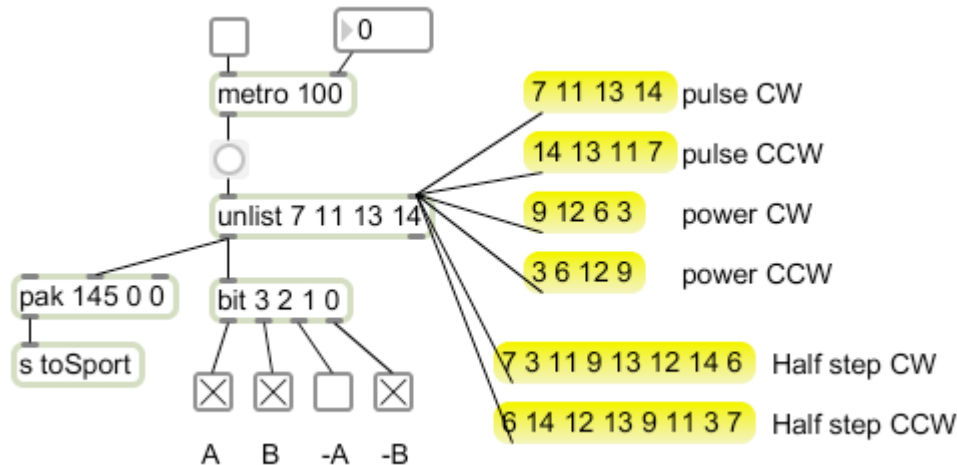 0
metro 100
7 11 13 14 pulse CW
14 13 11 7 pulse CCW
unlist 7 11 13 14
9 12 6 3 power CW
3 6 12 9 power CCW
pak 145 0 0
bit 3 2 1 0
s toSport
7 3 11 9 13 12 14 6 Half step CW
6 14 12 13 9 11 3 7 Half step CCW
A B -A -B